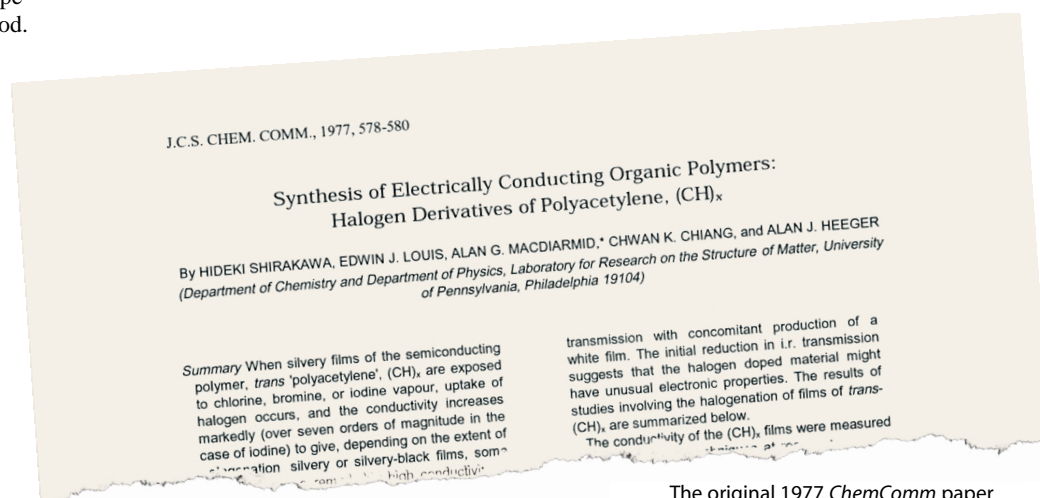 od.
J.C.S. CHEM. COMM., 1977, 578-580
Synthesis of Electrically Conducting Organic Polymers:
Halogen Derivatives of Polyacetylene, (CH)ₓ
By HIDEKI SHIRAKAWA, EDWIN J. LOUIS, ALAN G. MACDIARMID,* CHWAN K. CHIANG, and ALAN J. HEEGER
(Department of Chemistry and Department of Physics, Laboratory for Research on the Structure of Matter, University
of Pennsylvania, Philadelphia 19104)
Summary When silvery films of the semiconducting
polymer, trans 'polyacetylene', (CH)ₓ are exposed
to chlorine, bromine, or iodine vapour, uptake of
halogen occurs, and the conductivity increases
markedly (over seven orders of magnitude in the
case of iodine) to give, depending on the extent of
silvery or silvery-black films,
high
transmission with concomitant production of a
white film. The initial reduction in i.r. transmission
suggests that the halogen doped material might
have unusual electronic properties. The results of
studies involving the halogenation of films of trans-
(CH)ₓ are summarized below.
The conductivity of the (CH)ₓ films were measured
The original 1977 ChemComm paper